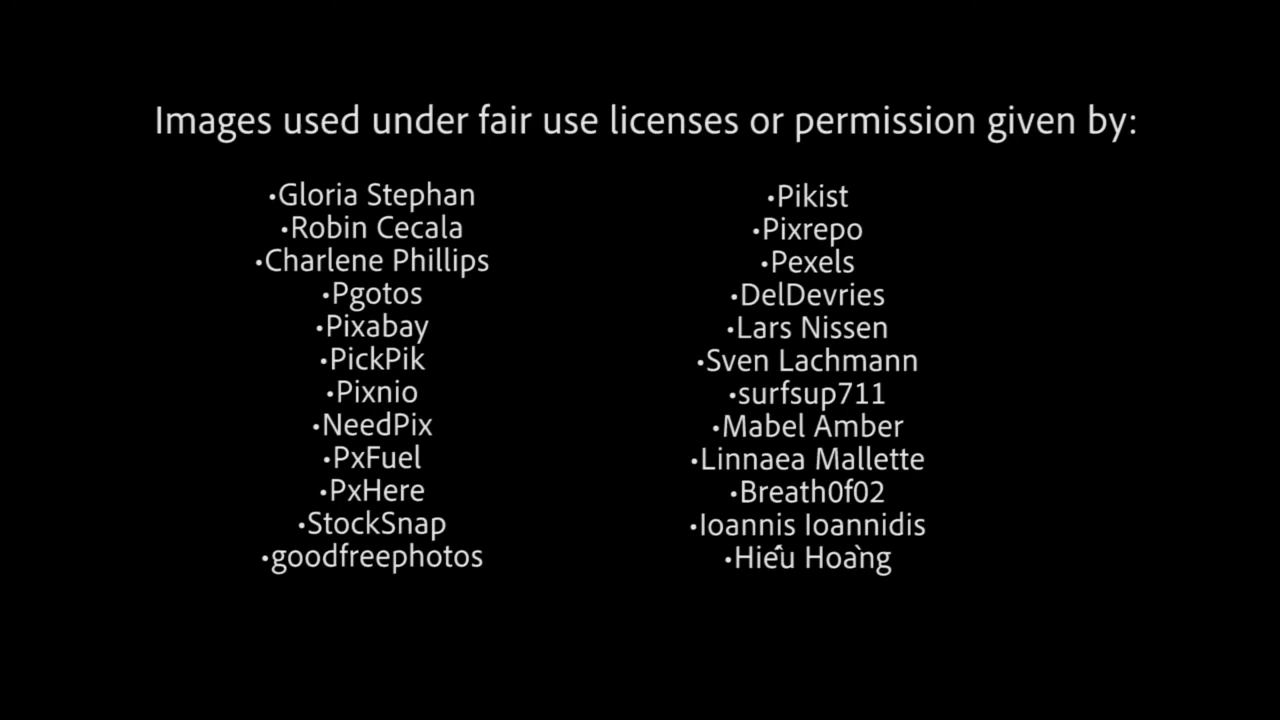 Images used under fair use licenses or permission given by:
•Gloria Stephan
•Robin Cecala
•Charlene Phillips
•Pgotos
•Pixabay
•PickPik
•Pixnio
•NeedPix
•PxFuel
•PxHere
•StockSnap
•goodfreephotos
•Pikist
•Pixrepo
•Pexels
•DelDevries
•Lars Nissen
•Sven Lachmann
•surfsup711
•Mabel Amber
•Linnaea Mallette
•Breath0f02
•Ioannis Ioannidis
•Hiếu Hoàng